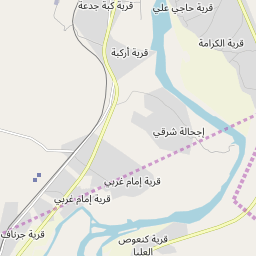 قرية حاجي علي
قرية كبة جدعة
قرية الكرامة
قرية أركبة
إجحالة شرقي
قرية إمام غربي
قرية إمام غربي
قرية جرناف
قرية كنعوص
العليا